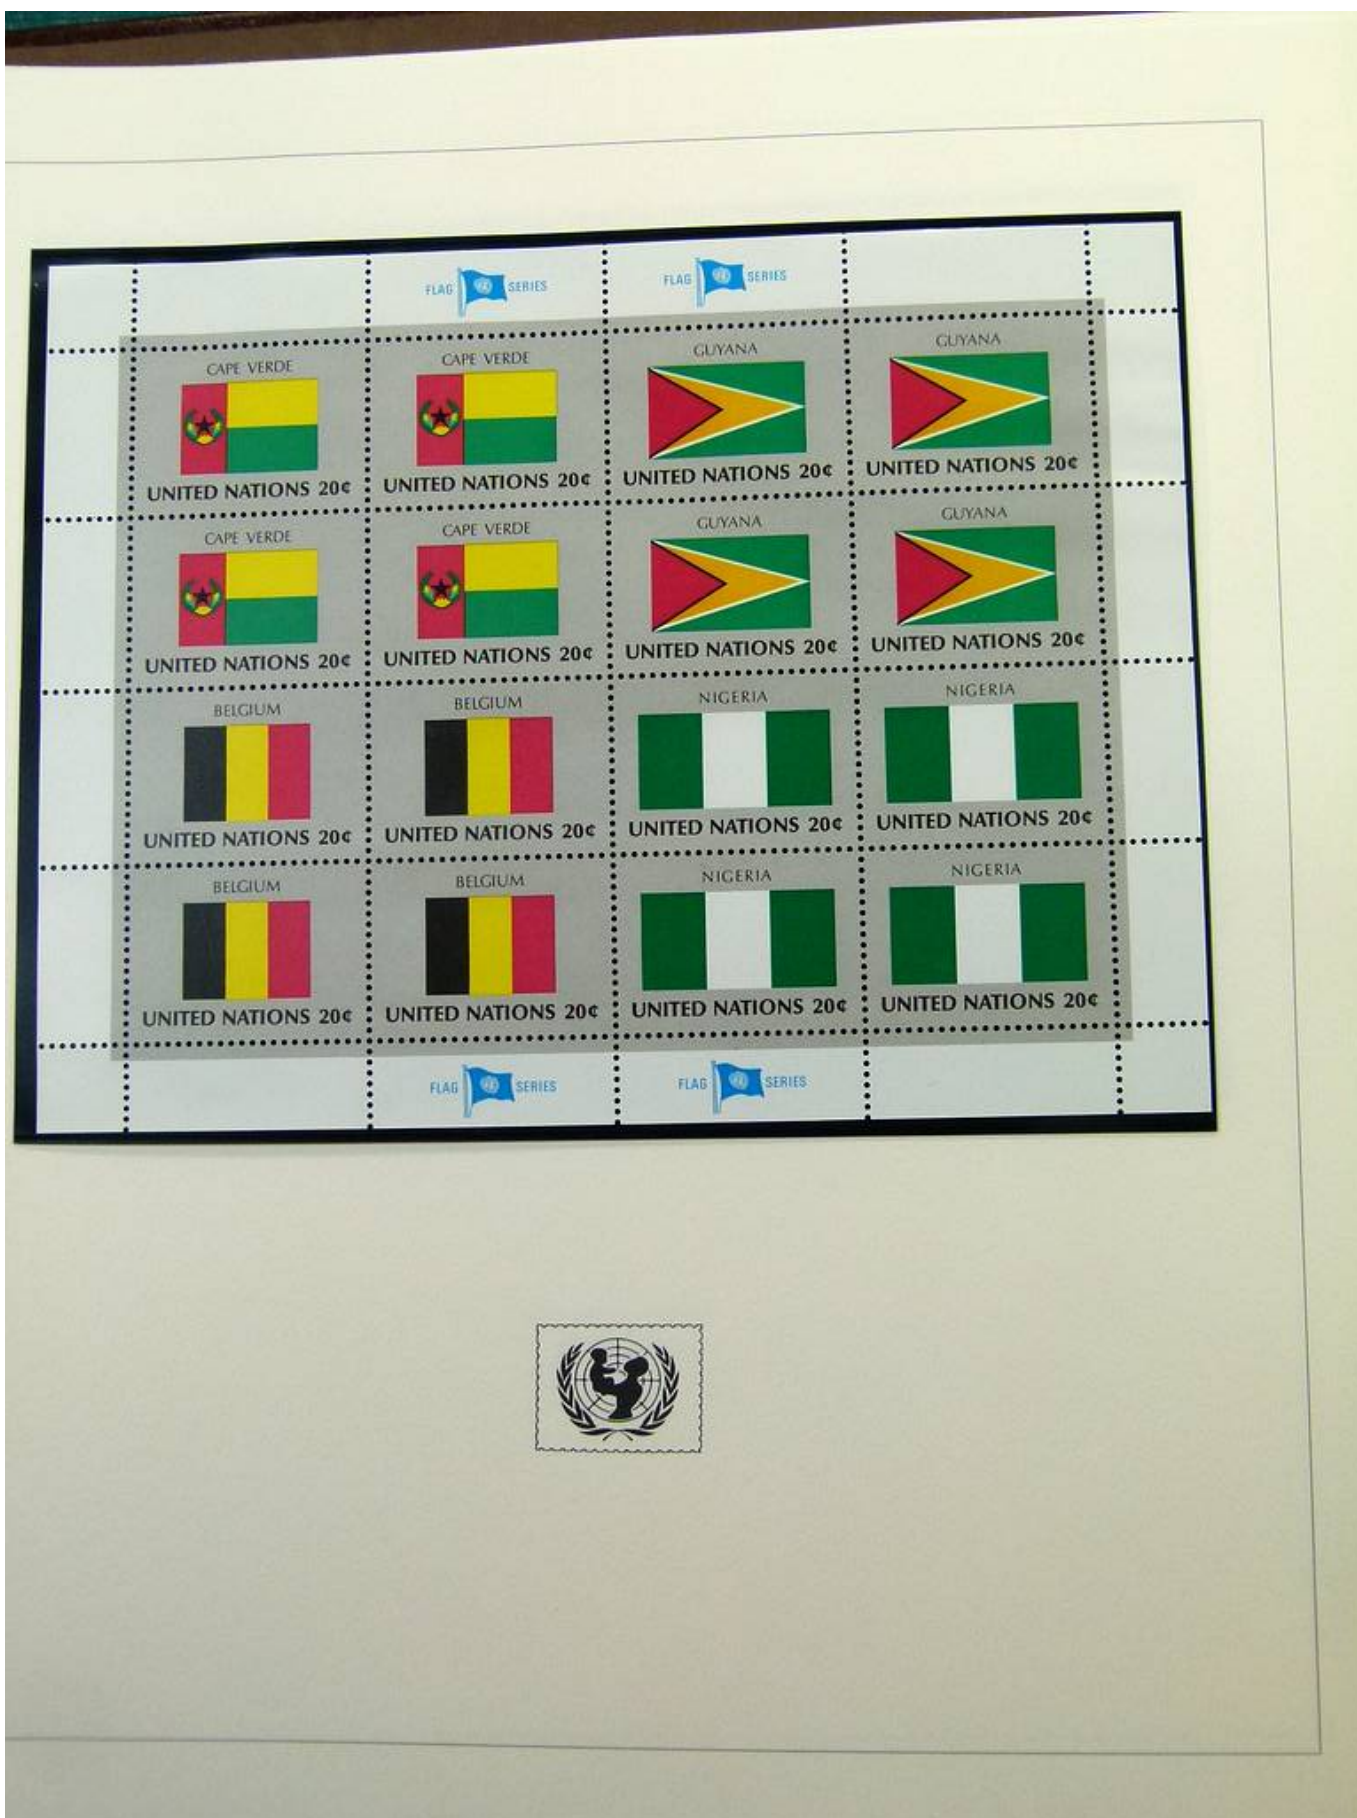 FLAG SERIES FLAG SERIES
CAPE VERDE CAPE VERDE GUYANA GUYANA
UNITED NATIONS 20¢ UNITED NATIONS 20¢ UNITED NATIONS 20¢ UNITED NATIONS 20¢
CAPE VERDE CAPE VERDE GUYANA GUYANA
UNITED NATIONS 20¢ UNITED NATIONS 20¢ UNITED NATIONS 20¢ UNITED NATIONS 20¢
BELGIUM BELGIUM NIGERIA NIGERIA
UNITED NATIONS 20¢ UNITED NATIONS 20¢ UNITED NATIONS 20¢ UNITED NATIONS 20¢
BELGIUM BELGIUM NIGERIA NIGERIA
UNITED NATIONS 20¢ UNITED NATIONS 20¢ UNITED NATIONS 20¢ UNITED NATIONS 20¢
FLAG SERIES FLAG SERIES